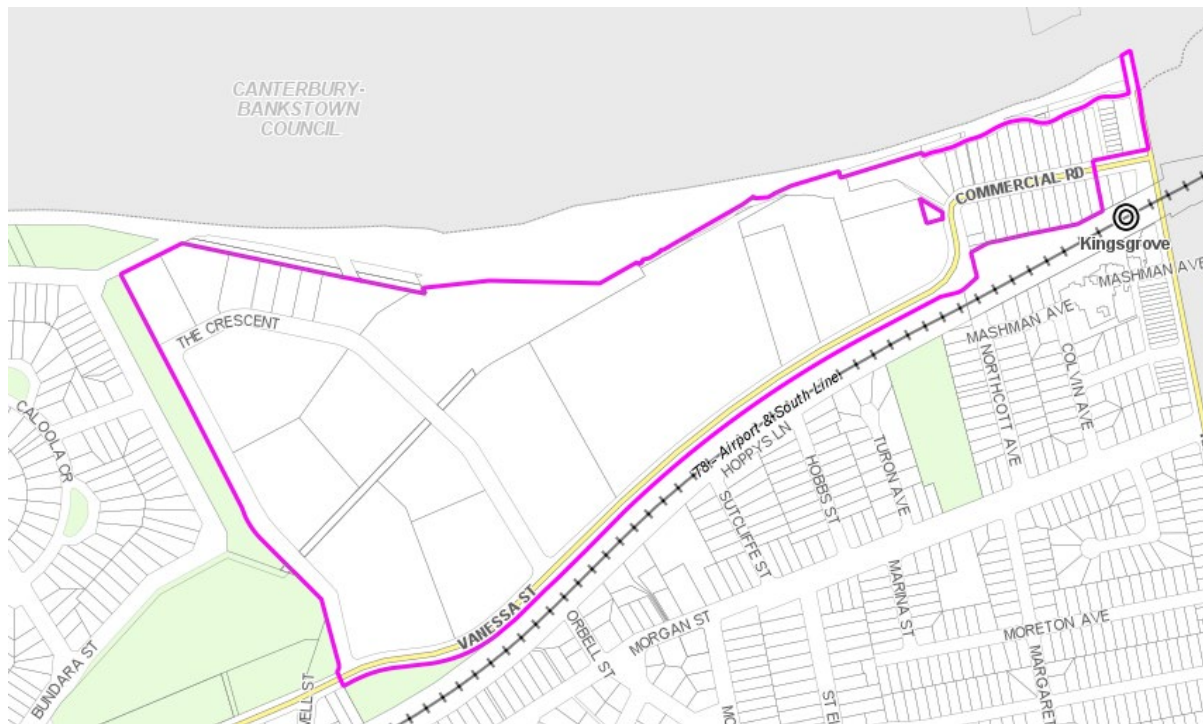 CANTERBURY-
BANKSTOWN
COUNCIL
COMMERCIAL RD
Kingsgrove
MASHMAN AVE
MASHMAN AVE
THE CRESCENT
NORTHCOTT AVE
COLVIN AVE
CALOOLA CR
T8 - Airport & South Line
HOPPYS LN
HOBBS ST
TURON AVE
SUTCLIFFE ST
VANESSA ST
ORBELL ST
MORGAN ST
MARINA ST
MORETON AVE
BUNDARA ST